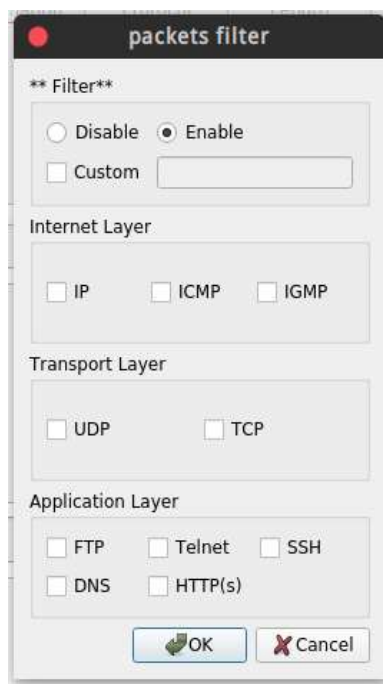 packets filter
** Filter**
Disable Enable
Custom
Internet Layer
IP ICMP IGMP
Transport Layer
UDP TCP
Application Layer
FTP Telnet SSH
DNS HTTP(s)
OK Cancel